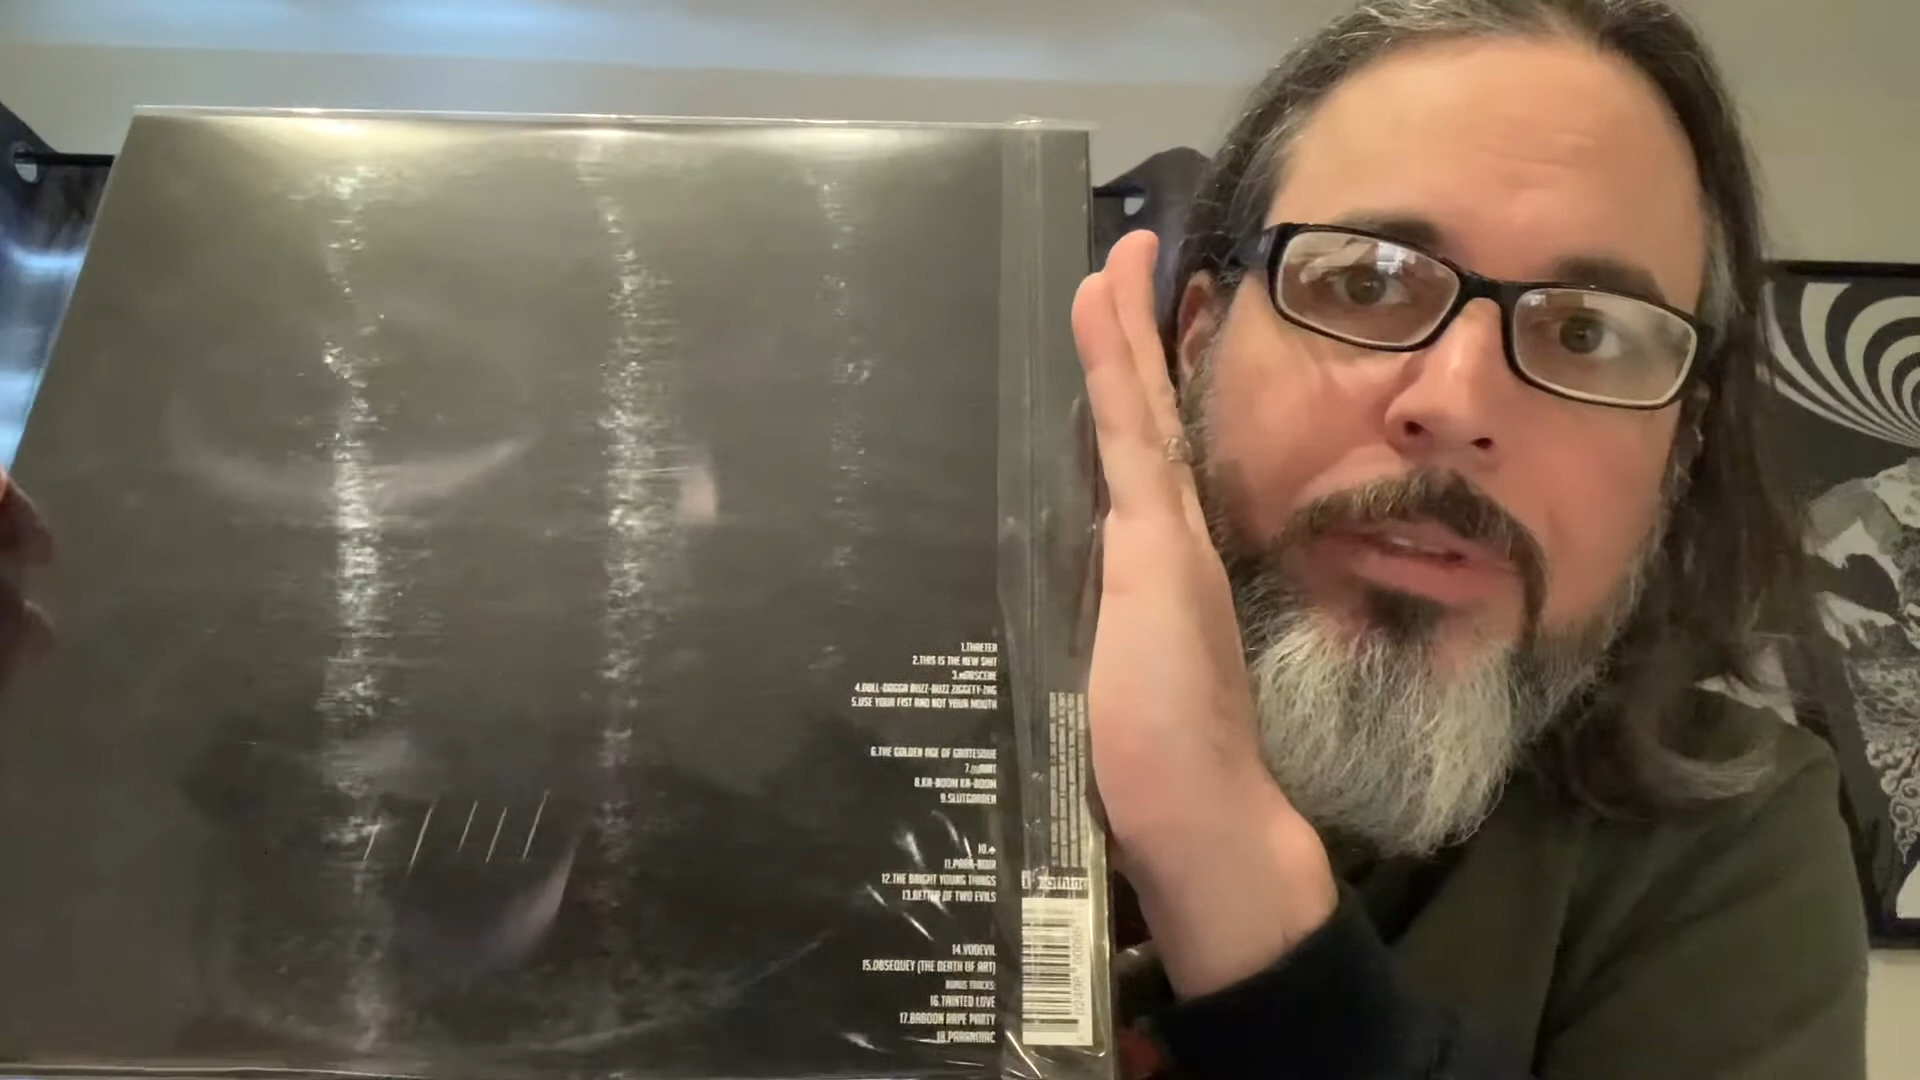 1.THAETER
2.THIS IS THE NEW SHIT
3.mOBSCENE
4.DOLL-DAGGA BUZZ-BUZZ ZIGGETY-ZAG
5.USE YOUR FIST AND NOT YOUR MOUTH
6.THE GOLDEN AGE OF GROTESQUE
7.(s)AINT
8.KA-BOOM KA-BOOM
9.SLUTGARDEN
10.♠
11.PARA-NOIR
12.THE BRIGHT YOUNG THINGS
13.BETTER OF TWO EVILS
14.VODEVIL
15.OBSEQUEY (THE DEATH OF ART)
BONUS TRACKS:
16.TAINTED LOVE
17.BABOON RAPE PARTY
18.PARANOIAC